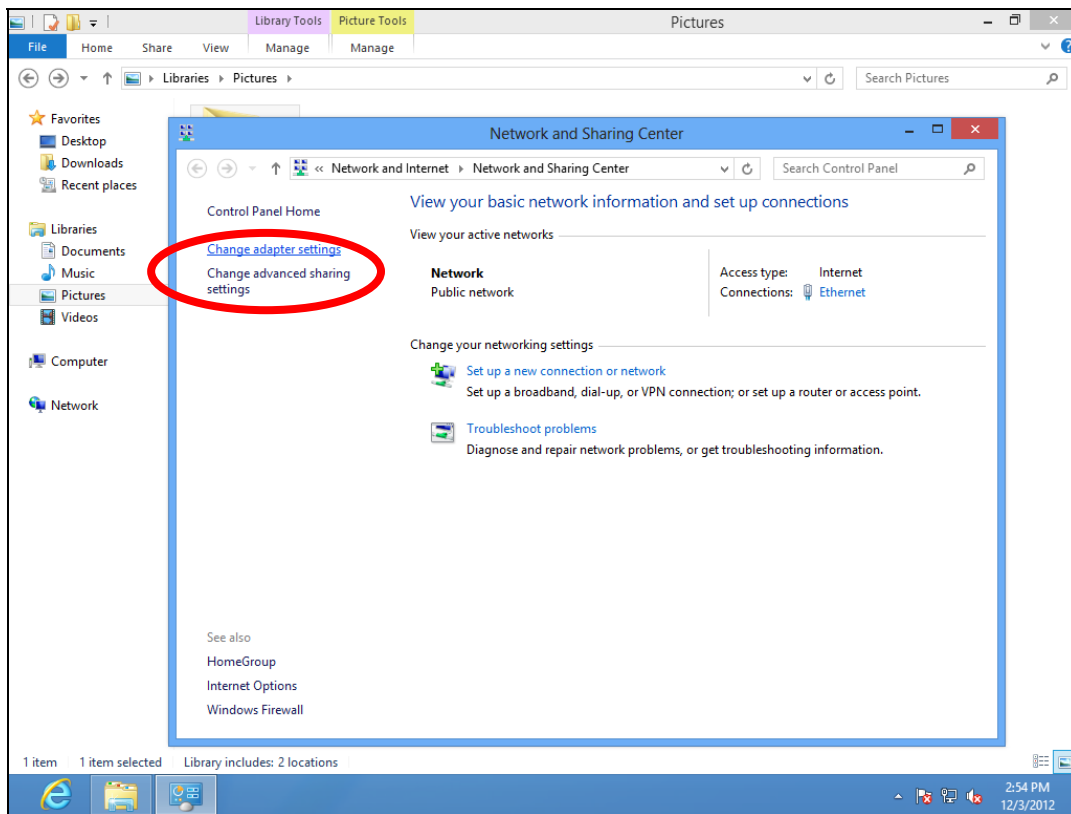 Library Tools
Picture Tools
Pictures
File
Home
Share
View
Manage
Manage
Libraries
Pictures
Search Pictures
Favorites
Desktop
Downloads
Recent places
Libraries
Documents
Music
Pictures
Videos
Computer
Network
Network and Sharing Center
« Network and Internet
Network and Sharing Center
Search Control Panel
Control Panel Home
Change adapter settings
Change advanced sharing
settings
View your basic network information and set up connections
View your active networks
Network
Public network
Access type: Internet
Connections: Ethernet
Change your networking settings
Set up a new connection or network
Set up a broadband, dial-up, or VPN connection; or set up a router or access point.
Troubleshoot problems
Diagnose and repair network problems, or get troubleshooting information.
See also
HomeGroup
Internet Options
Windows Firewall
1 item
1 item selected
Library includes: 2 locations
2:54 PM
12/3/2012